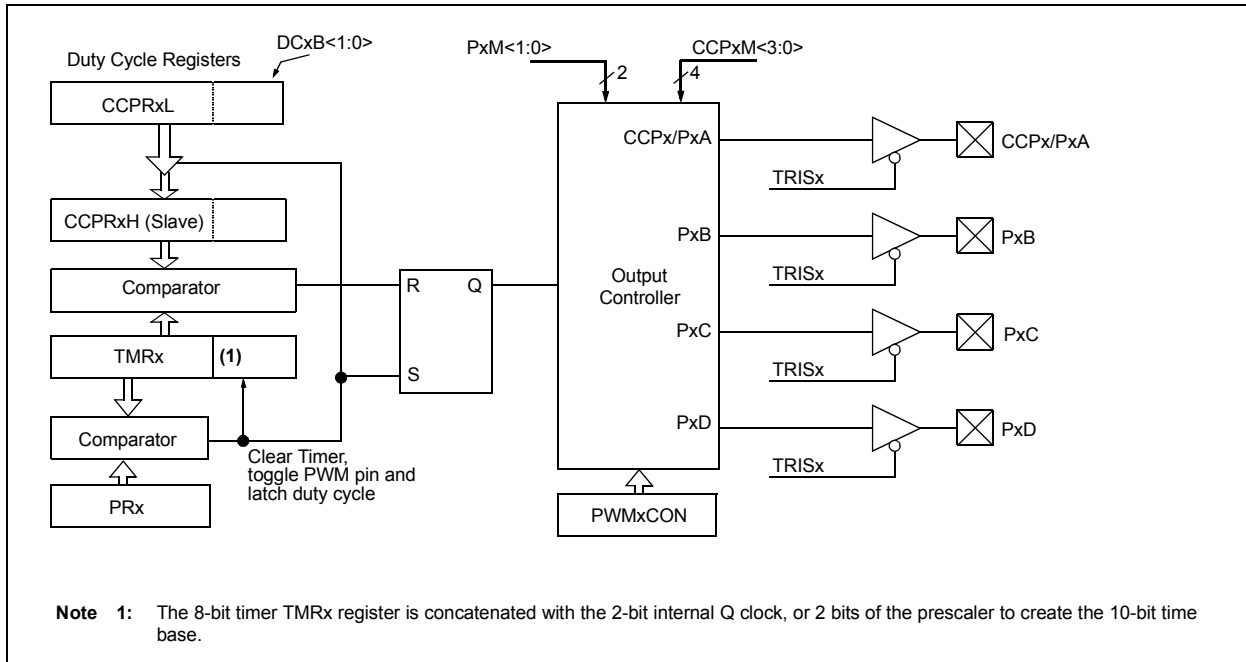 DCxB<1:0>
Duty Cycle Registers
CCPRxL
CCPRxH (Slave)
Comparator
TMRx
(1)
Comparator
PRx
Clear Timer,
toggle PWM pin and
latch duty cycle
R
Q
S
PxM<1:0>
2
CCPxM<3:0>
4
CCPx/PxA
PxB
Output
Controller
PxC
PxD
PWMxCON
TRISx
CCPx/PxA
TRISx
PxB
TRISx
PxC
TRISx
PxD
Note 1: The 8-bit timer TMRx register is concatenated with the 2-bit internal Q clock, or 2 bits of the prescaler to create the 10-bit time
base.